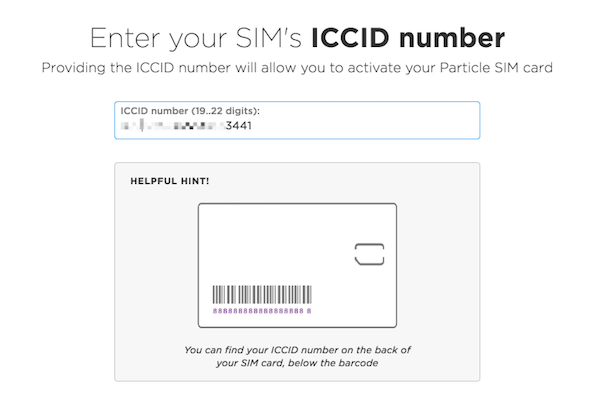 Enter your SIM's ICCID number
Providing the ICCID number will allow you to activate your Particle SIM card
ICCID number (19..22 digits):
3441
HELPFUL HINT!
8888888888888888888 8
You can find your ICCID number on the back of
your SIM card, below the barcode